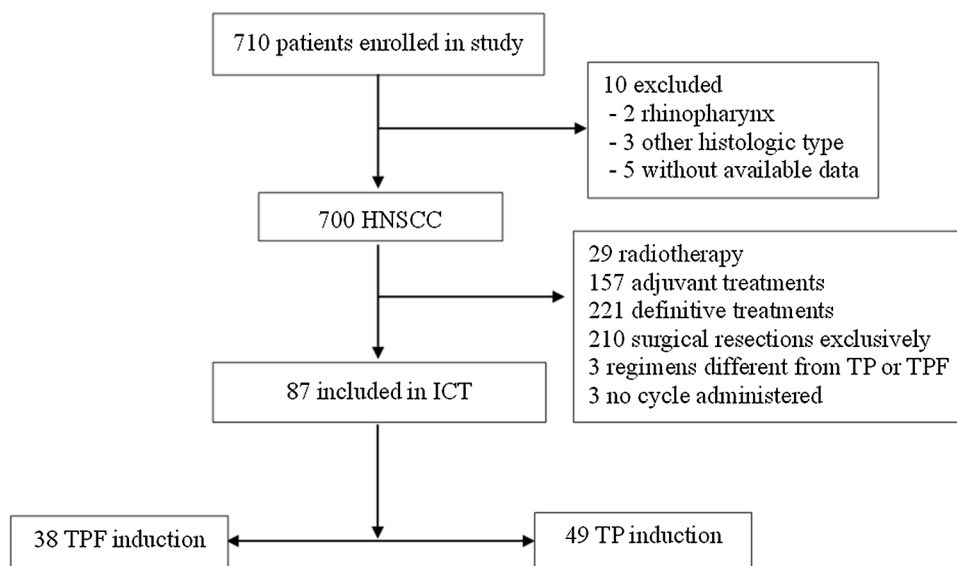 710 patients enrolled in study
10 excluded
- 2 rhinopharynx
- 3 other histologic type
- 5 without available data
700 HNSCC
29 radiotherapy
157 adjuvant treatments
221 definitive treatments
210 surgical resections exclusively
3 regimens different from TP or TPF
3 no cycle administered
87 included in ICT
38 TPF induction
49 TP induction